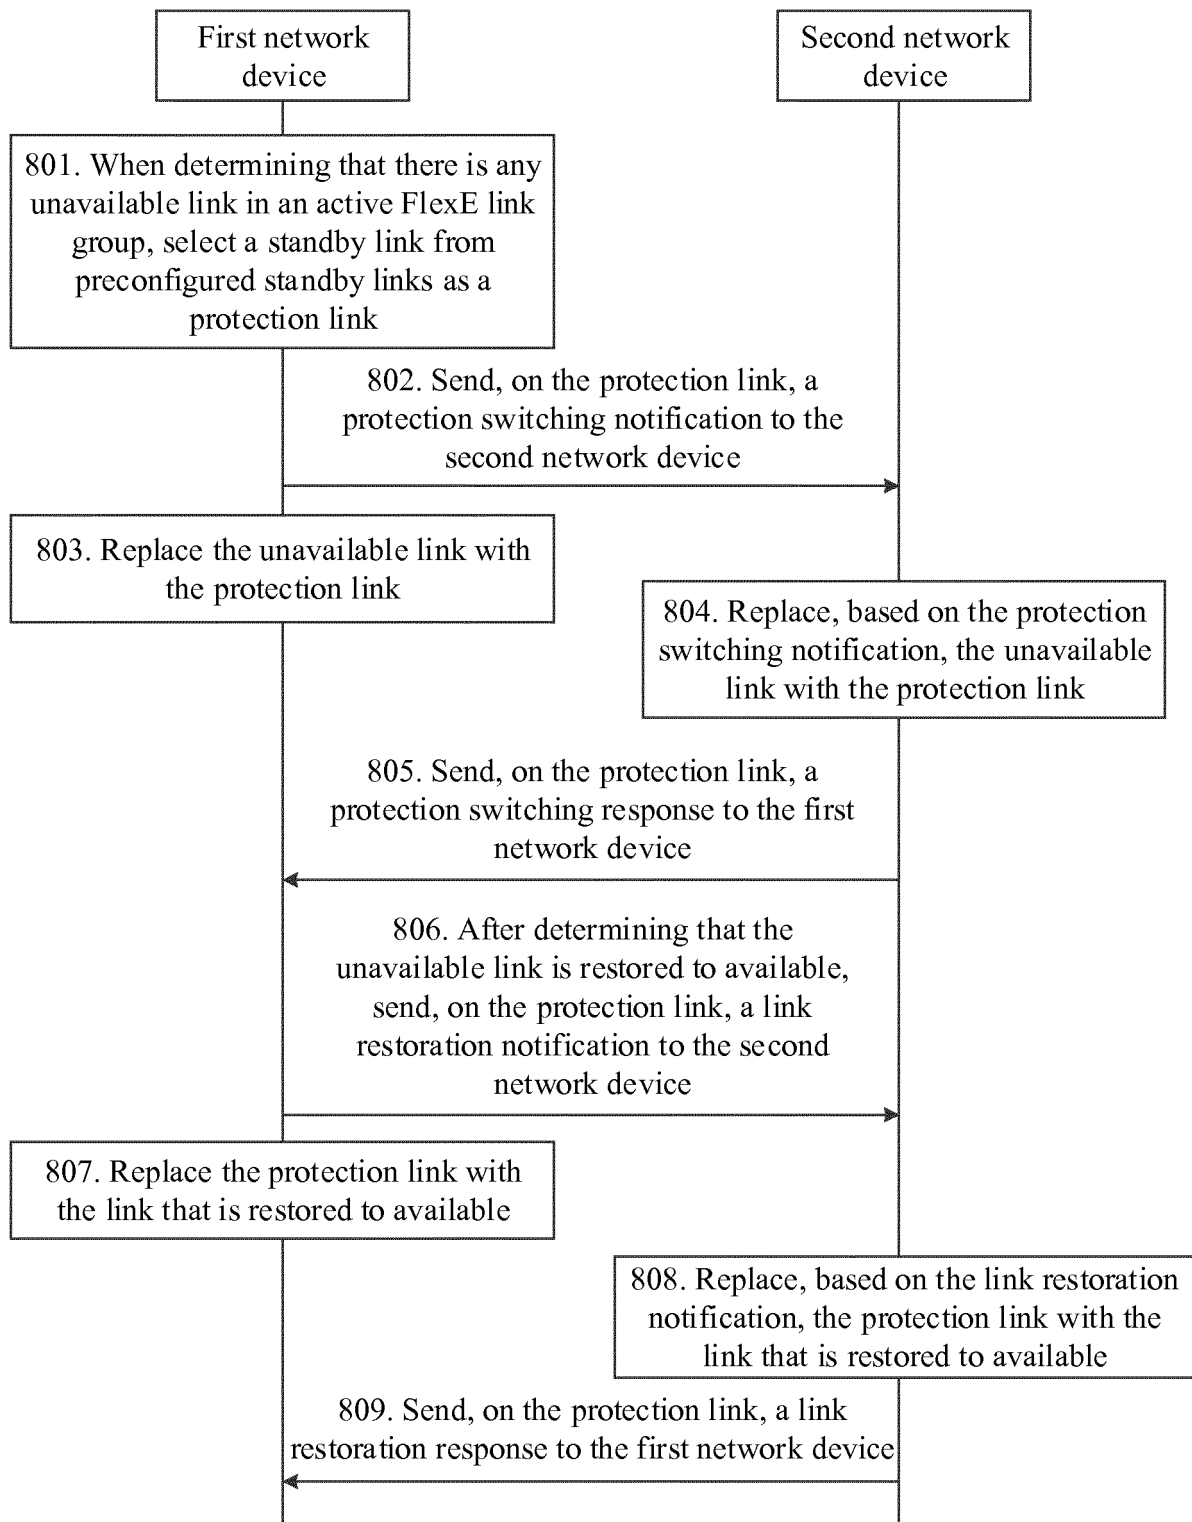 First network
device
Second network
device
801. When determining that there is any
unavailable link in an active FlexE link
group, select a standby link from
preconfigured standby links as a
protection link
802. Send, on the protection link, a
protection switching notification to the
second network device
803. Replace the unavailable link with
the protection link
804. Replace, based on the protection
switching notification, the unavailable
link with the protection link
805. Send, on the protection link, a
protection switching response to the first
network device
806. After determining that the
unavailable link is restored to available,
send, on the protection link, a link
restoration notification to the second
network device
807. Replace the protection link with
the link that is restored to available
808. Replace, based on the link restoration
notification, the protection link with the
link that is restored to available
809. Send, on the protection link, a link
restoration response to the first network device